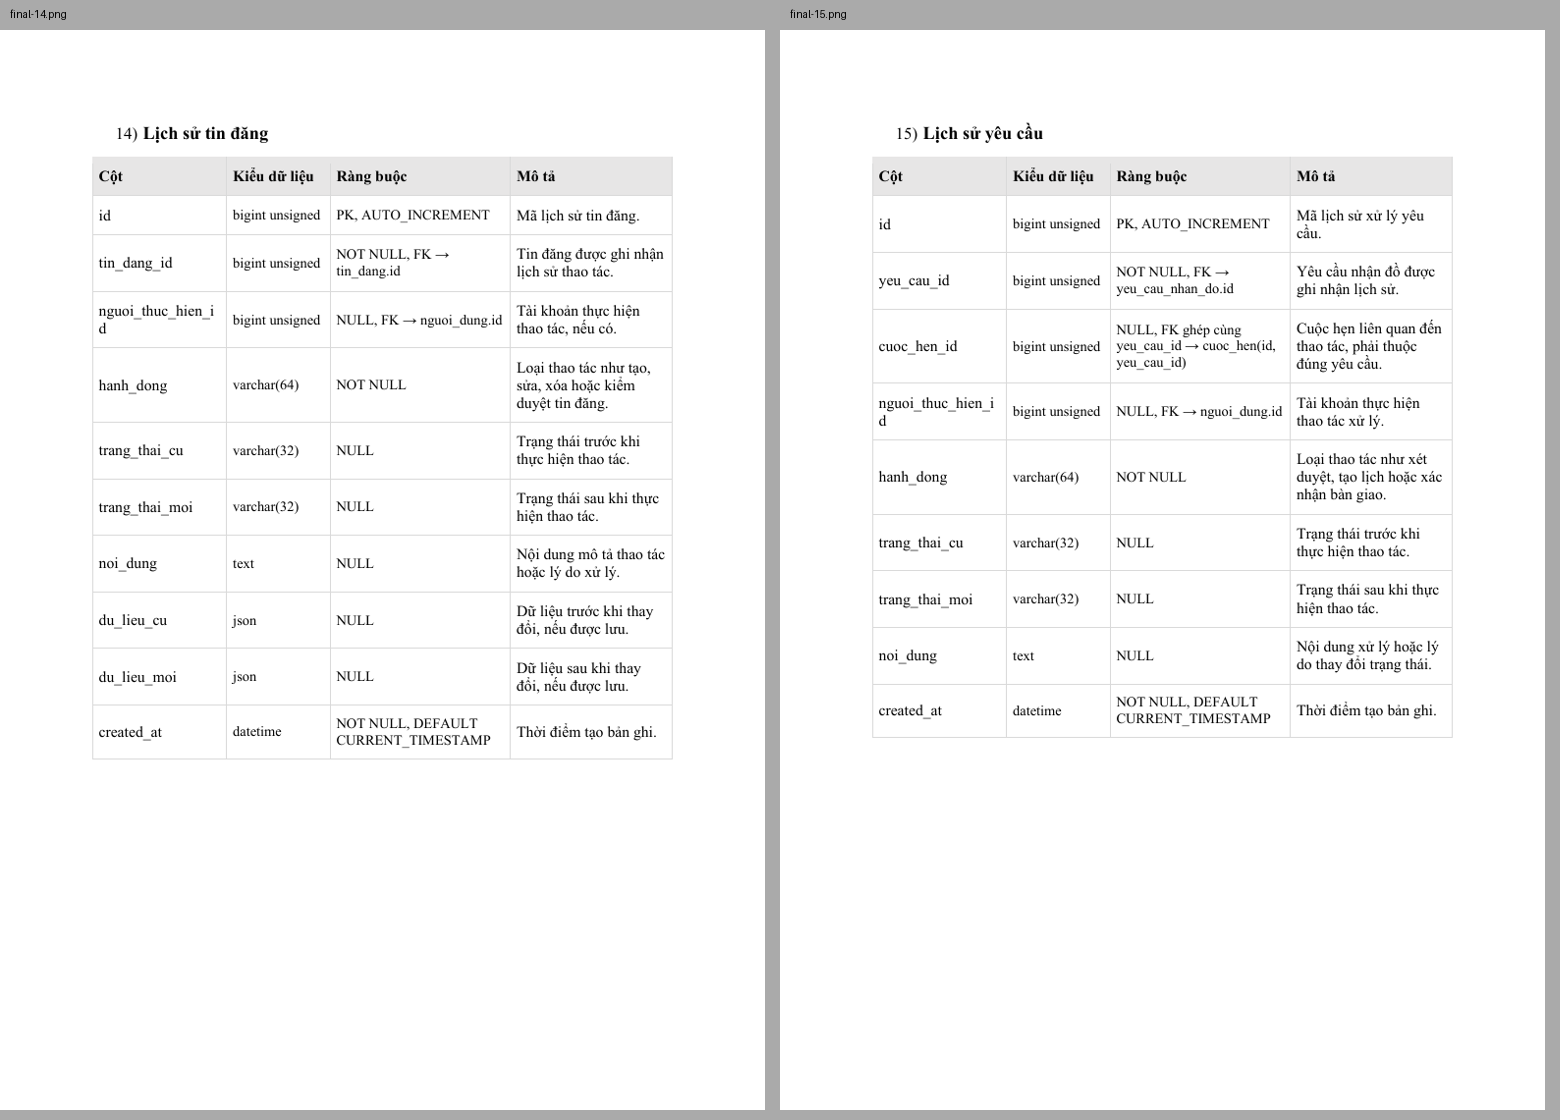 final-14.png
14) Lịch sử tin đăng
Cột Kiểu dữ liệu Ràng buộc Mô tả
id bigint unsigned PK, AUTO_INCREMENT Mã lịch sử tin đăng.
tin_dang_id bigint unsigned NOT NULL, FK → tin_dang.id Tin đăng được ghi nhận lịch sử thao tác.
nguoi_thuc_hien_id bigint unsigned NULL, FK → nguoi_dung.id Tài khoản thực hiện thao tác, nếu có.
hanh_dong varchar(64) NOT NULL Loại thao tác như tạo, sửa, xóa hoặc kiểm duyệt tin đăng.
trang_thai_cu varchar(32) NULL Trạng thái trước khi thực hiện thao tác.
trang_thai_moi varchar(32) NULL Trạng thái sau khi thực hiện thao tác.
noi_dung text NULL Nội dung mô tả thao tác hoặc lý do xử lý.
du_lieu_cu json NULL Dữ liệu trước khi thay đổi, nếu được lưu.
du_lieu_moi json NULL Dữ liệu sau khi thay đổi, nếu được lưu.
created_at datetime NOT NULL, DEFAULT CURRENT_TIMESTAMP Thời điểm tạo bản ghi.
final-15.png
15) Lịch sử yêu cầu
Cột Kiểu dữ liệu Ràng buộc Mô tả
id bigint unsigned PK, AUTO_INCREMENT Mã lịch sử xử lý yêu cầu.
yeu_cau_id bigint unsigned NOT NULL, FK → yeu_cau_nhan_do.id Yêu cầu nhận đồ được ghi nhận lịch sử.
cuoc_hen_id bigint unsigned NULL, FK ghép cùng yeu_cau_id → cuoc_hen(id, yeu_cau_id) Cuộc hẹn liên quan đến thao tác, phải thuộc đúng yêu cầu.
nguoi_thuc_hien_id bigint unsigned NULL, FK → nguoi_dung.id Tài khoản thực hiện thao tác xử lý.
hanh_dong varchar(64) NOT NULL Loại thao tác như xét duyệt, tạo lịch hoặc xác nhận bàn giao.
trang_thai_cu varchar(32) NULL Trạng thái trước khi thực hiện thao tác.
trang_thai_moi varchar(32) NULL Trạng thái sau khi thực hiện thao tác.
noi_dung text NULL Nội dung xử lý hoặc lý do thay đổi trạng thái.
created_at datetime NOT NULL, DEFAULT CURRENT_TIMESTAMP Thời điểm tạo bản ghi.